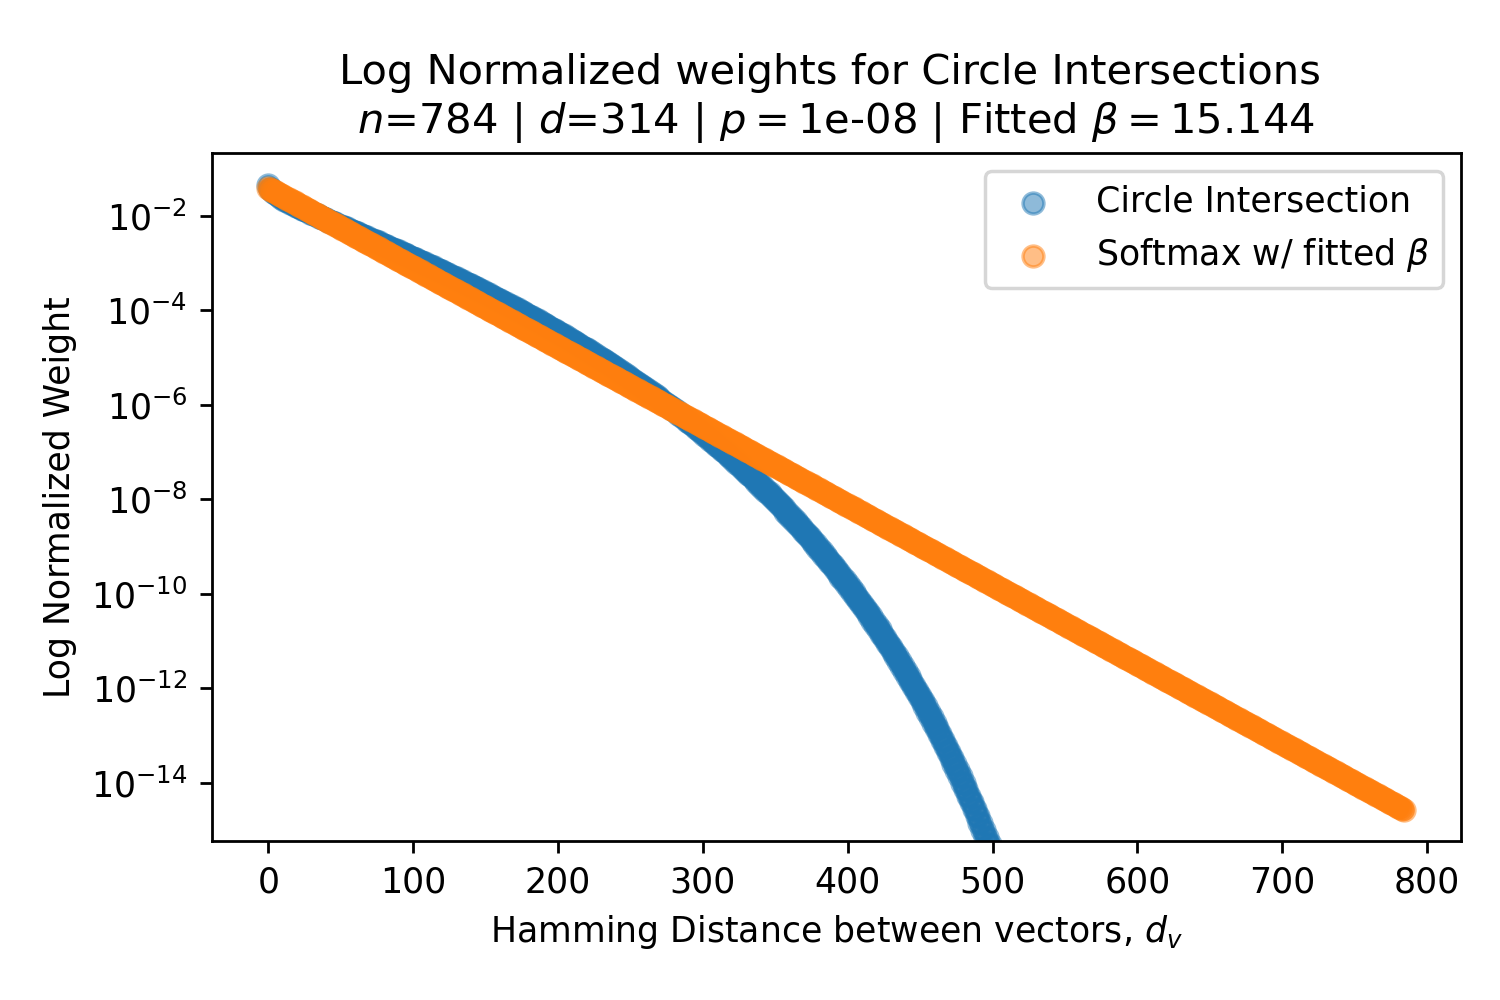 Log Normalized weights for Circle Intersections
n=784 | d=314 | p = 1e-08 | Fitted β = 15.144
Circle Intersection
Softmax w/ fitted β
Log Normalized Weight
10⁻²
10⁻⁴
10⁻⁶
10⁻⁸
10⁻¹⁰
10⁻¹²
10⁻¹⁴
0 100 200 300 400 500 600 700 800
Hamming Distance between vectors, dᵥ